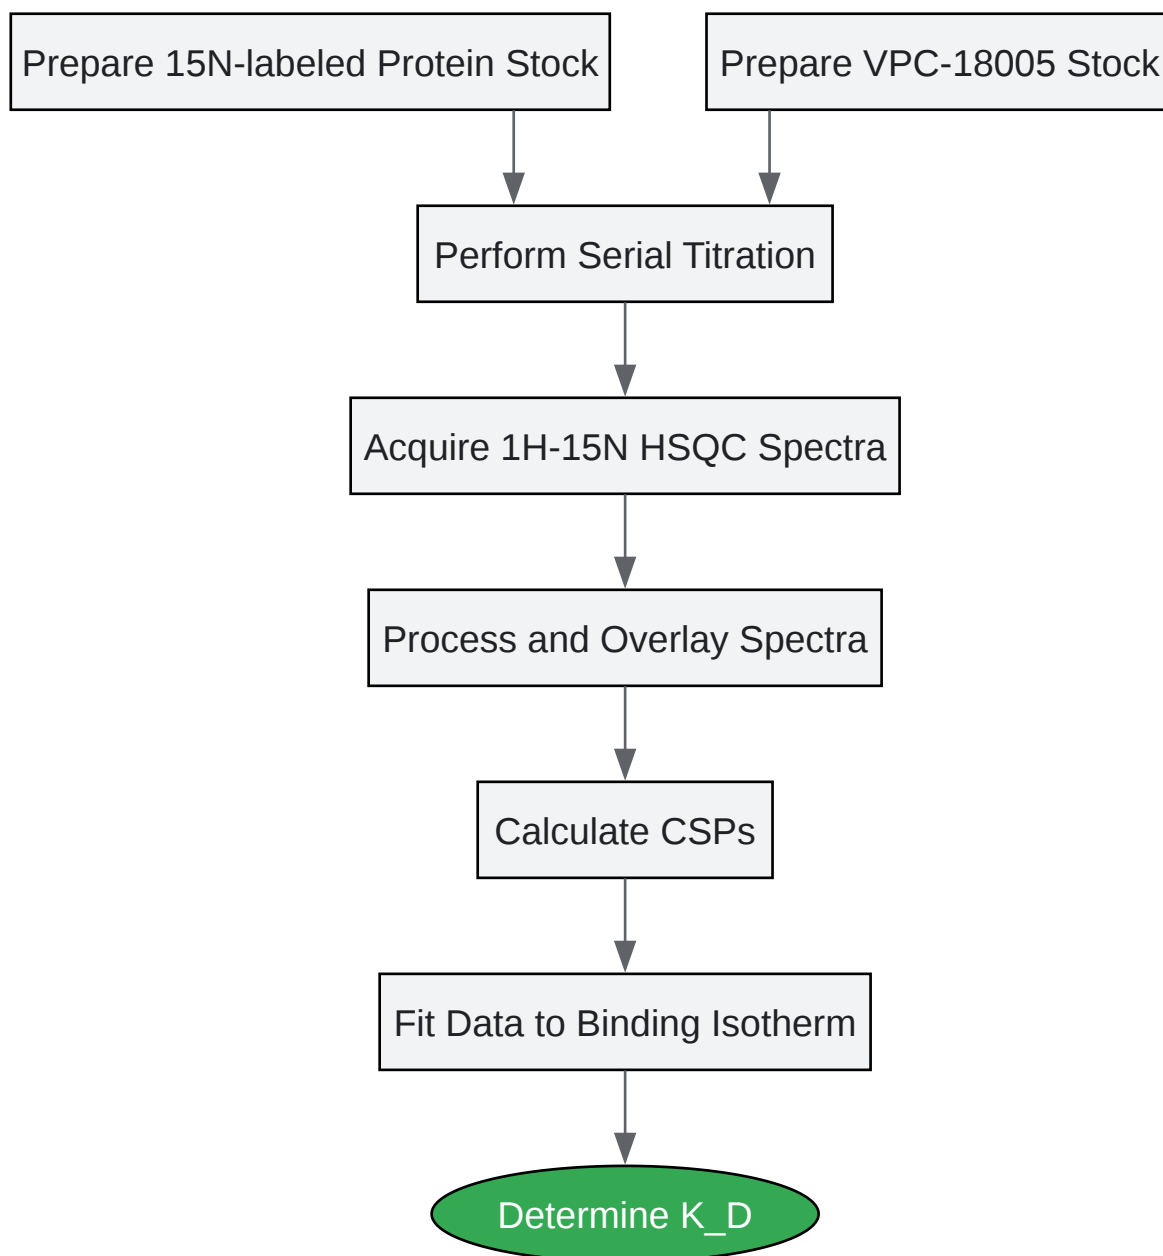 Prepare 15N-labeled Protein Stock
Prepare VPC-18005 Stock
Perform Serial Titration
Acquire 1H-15N HSQC Spectra
Process and Overlay Spectra
Calculate CSPs
Fit Data to Binding Isotherm
Determine K_D